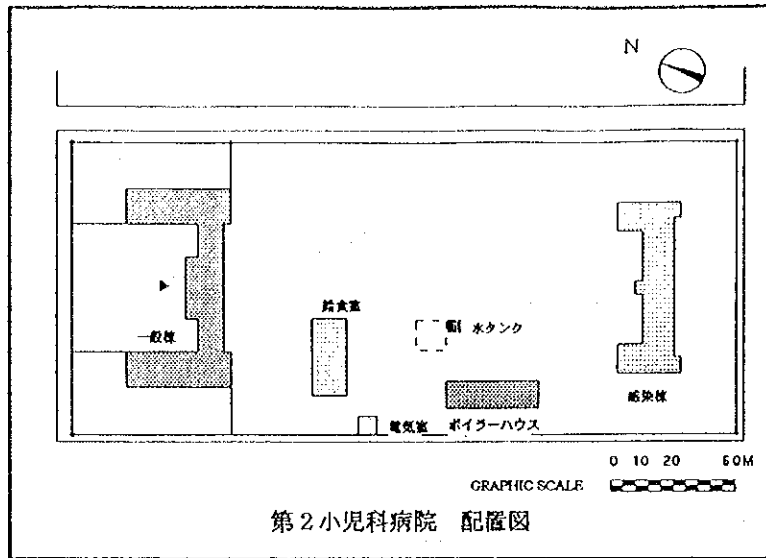 N
給食室
水タンク
一般棟
感染棟
電気室 ボイラーハウス
0 10 20 60M
GRAPHIC SCALE
第2小児科病院 配置図